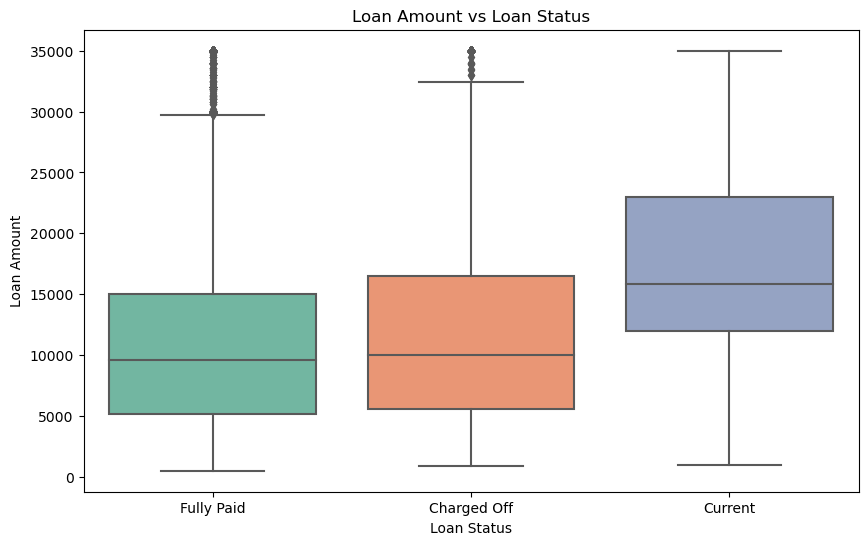 Loan Amount vs Loan Status
Loan Amount
35000
30000
25000
20000
15000
10000
5000
0
Fully Paid
Charged Off
Current
Loan Status